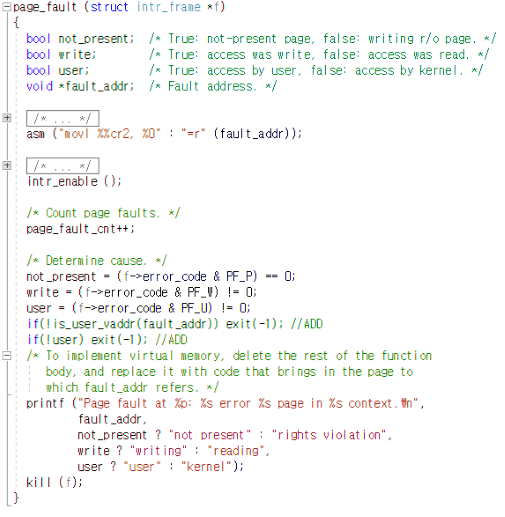 page_fault (struct intr_frame *f)
{
bool not_present; /* True: not-present page, false: writing r/o page. */
bool write; /* True: access was write, false: access was read. */
bool user; /* True: access by user, false: access by kernel. */
void *fault_addr; /* Fault address. */
/* ... */
asm ("movl %%cr2, %0" : "=r" (fault_addr));
/* ... */
intr_enable ();
/* Count page faults. */
page_fault_cnt++;
/* Determine cause. */
not_present = (f->error_code & PF_P) == 0;
write = (f->error_code & PF_W) != 0;
user = (f->error_code & PF_U) != 0;
if(!is_user_vaddr(fault_addr)) exit(-1); //ADD
if(!user) exit(-1); //ADD
/* To implement virtual memory, delete the rest of the function
body, and replace it with code that brings in the page to
which fault_addr refers. */
printf ("Page fault at %p: %s error %s page in %s context.₩n",
fault_addr,
not_present ? "not present" : "rights violation",
write ? "writing" : "reading",
user ? "user" : "kernel");
kill (f);
}